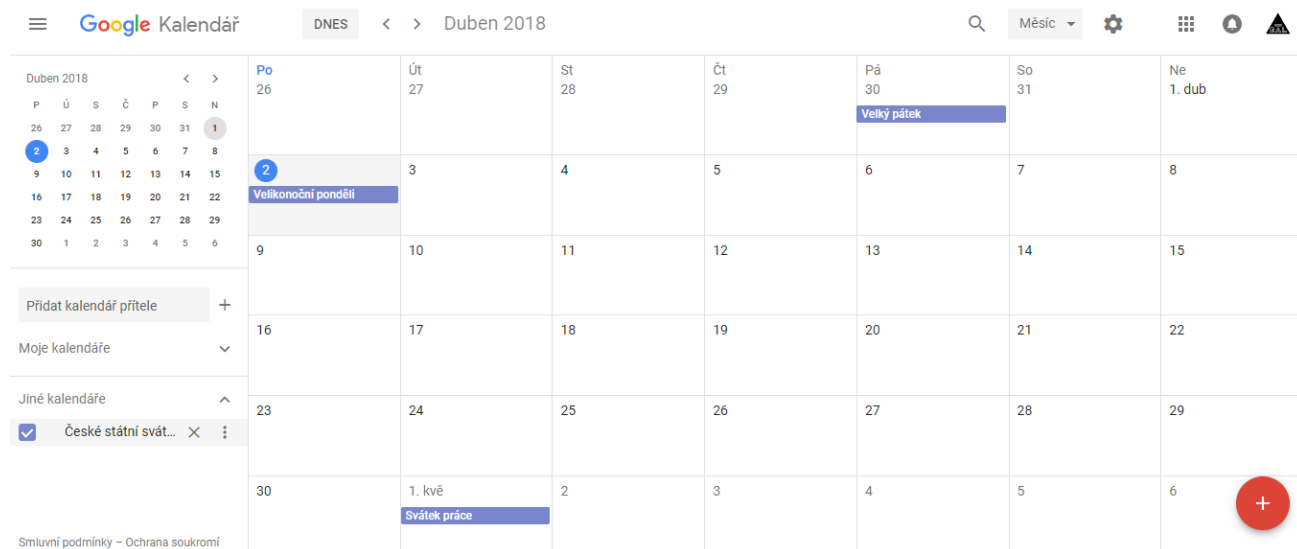 Google Kalendář DNES Duben 2018 Měsíc
Duben 2018
P Ú S Č P S N
26 27 28 29 30 31 1
2 3 4 5 6 7 8
9 10 11 12 13 14 15
16 17 18 19 20 21 22
23 24 25 26 27 28 29
30 1 2 3 4 5 6
Přidat kalendář přítele
Moje kalendáře
Jiné kalendáře
České státní svát...
Smluvní podmínky – Ochrana soukromí
Po Út St Čt Pá So Ne
26 27 28 29 30 31 1. dub
Velký pátek
2 3 4 5 6 7 8
Velikonoční pondělí
9 10 11 12 13 14 15
16 17 18 19 20 21 22
23 24 25 26 27 28 29
30 1. kvě 2 3 4 5 6
Svátek práce